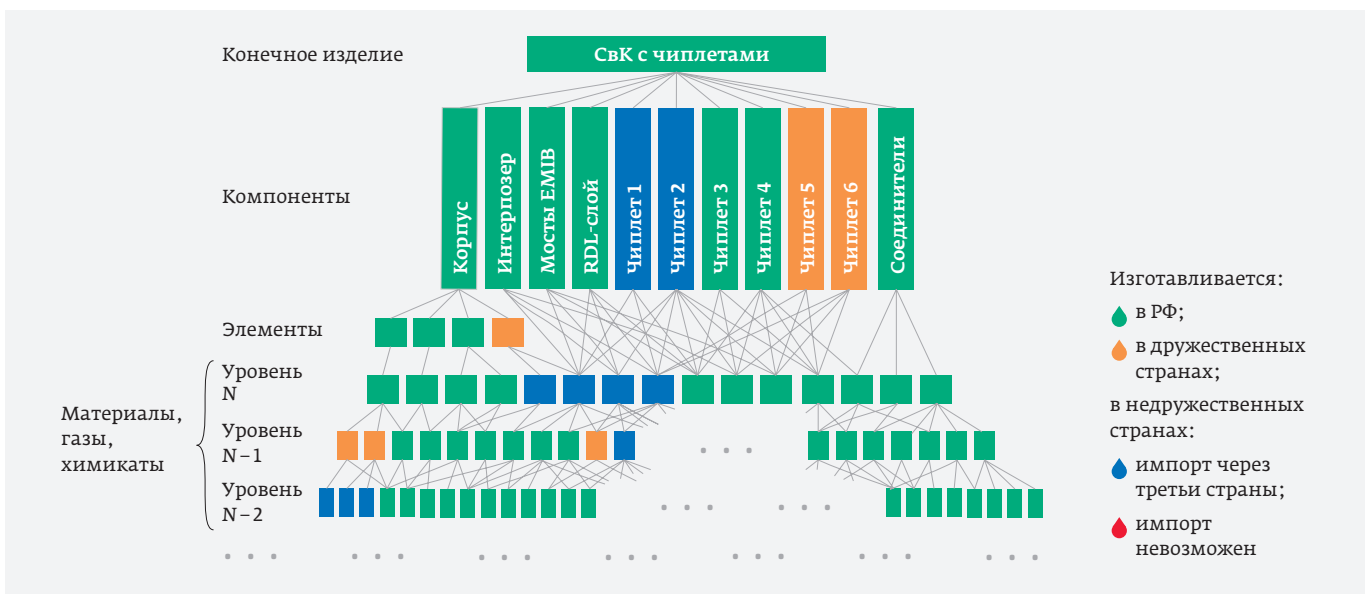 Конечное изделие
СвК с чиплетами
Компоненты
Корпус
Интерпозер
Мосты EMIB
RDL-слой
Чиплет 1
Чиплет 2
Чиплет 3
Чиплет 4
Чиплет 5
Чиплет 6
Соединители
Элементы
Материалы,
газы,
химикаты
Уровень
N
Уровень
N–1
Уровень
N–2
Изготавливается:
в РФ;
в дружественных
странах;
в недружественных
странах:
импорт через
третьи страны;
импорт
невозможен